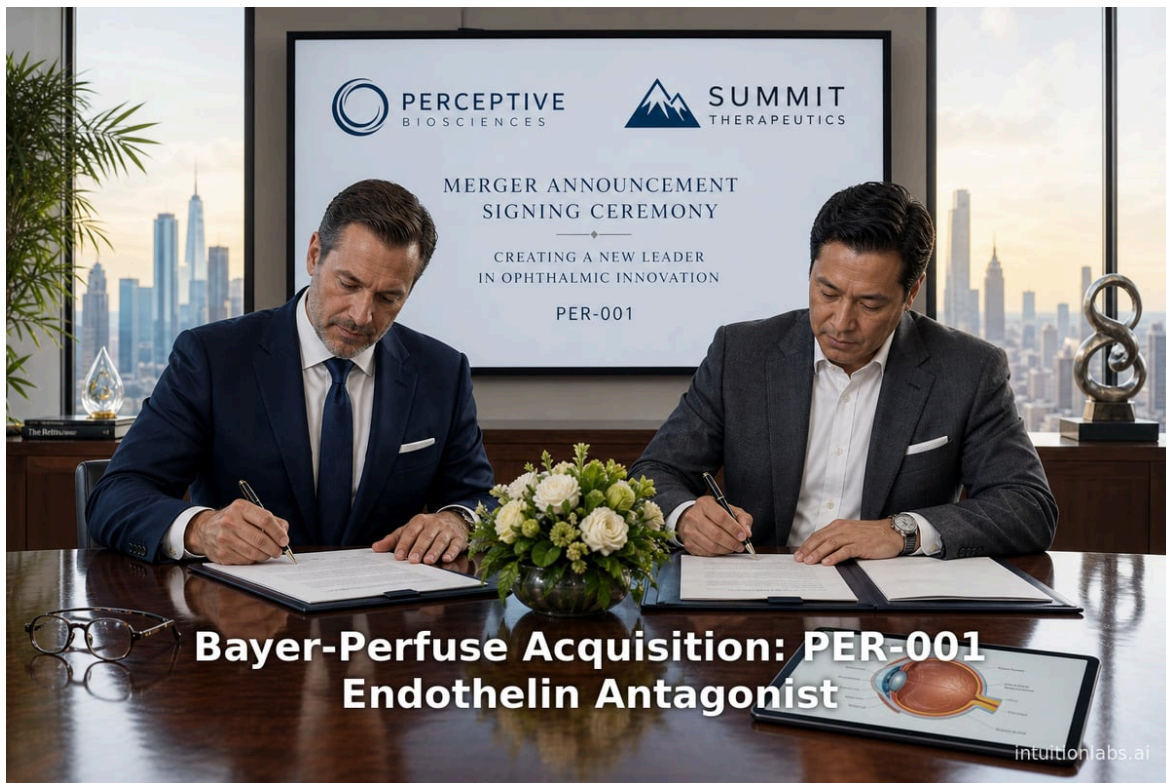 PERCEPTIVE
BIOSCIENCES
SUMMIT
THERAPEUTICS
MERGER ANNOUNCEMENT
SIGNING CEREMONY
CREATING A NEW LEADER
IN OPHTHALMIC INNOVATION
PER-001
Bayer-Perfuse Acquisition: PER-001
Endothelin Antagonist
intuitionlabs.ai